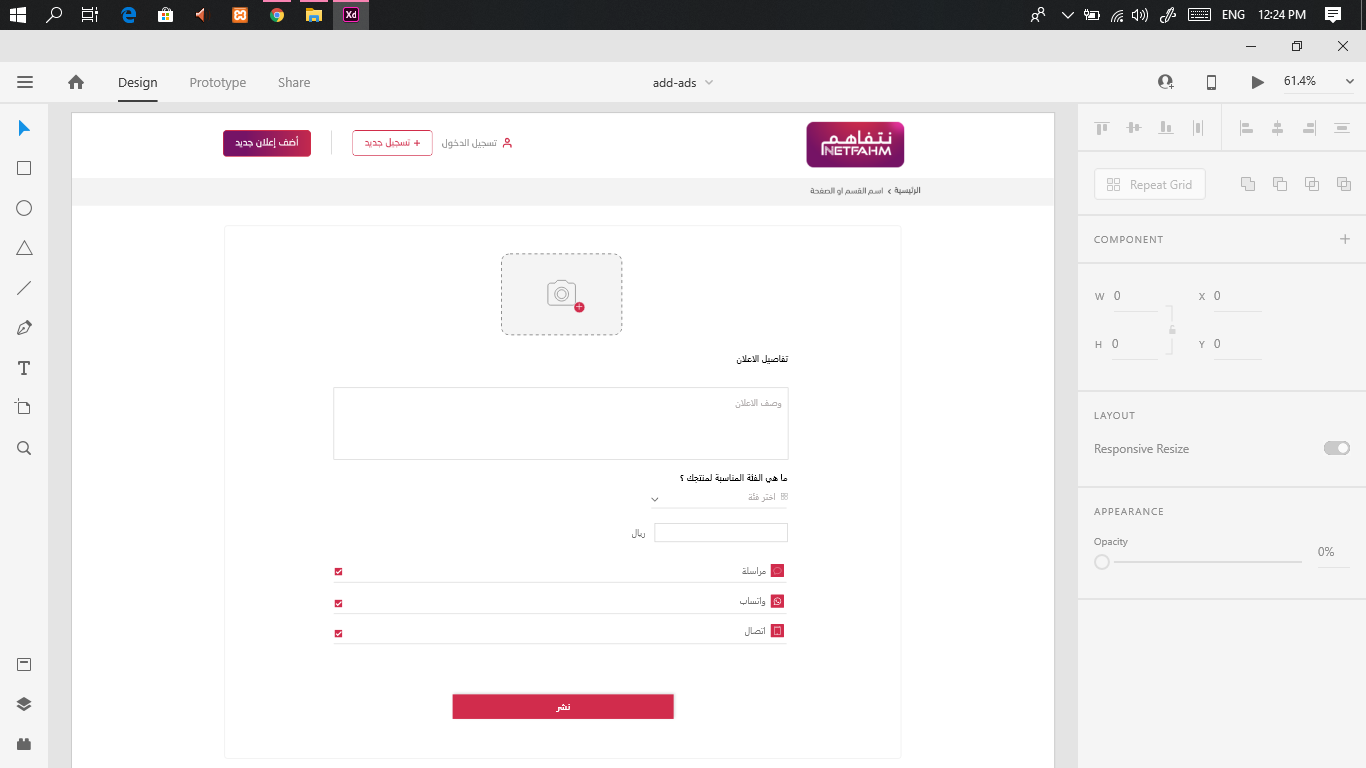 ENG 12:24 PM
Xd
Design Prototype Share add-ads 61.4%
أضف إعلان جديد
+ تسجيل جديد
تسجيل الدخول
نتفاهم
NETFAHM
الرئيسية › اسم القسم او الصفحة
تفاصيل الاعلان
وصف الاعلان
ما هي الفئة المناسبة لمنتجك ؟
اختر فئة
ريال
مراسلة
واتساب
اتصال
نشر
Repeat Grid
COMPONENT
W 0 X 0
H 0 Y 0
LAYOUT
Responsive Resize
APPEARANCE
Opacity
0%